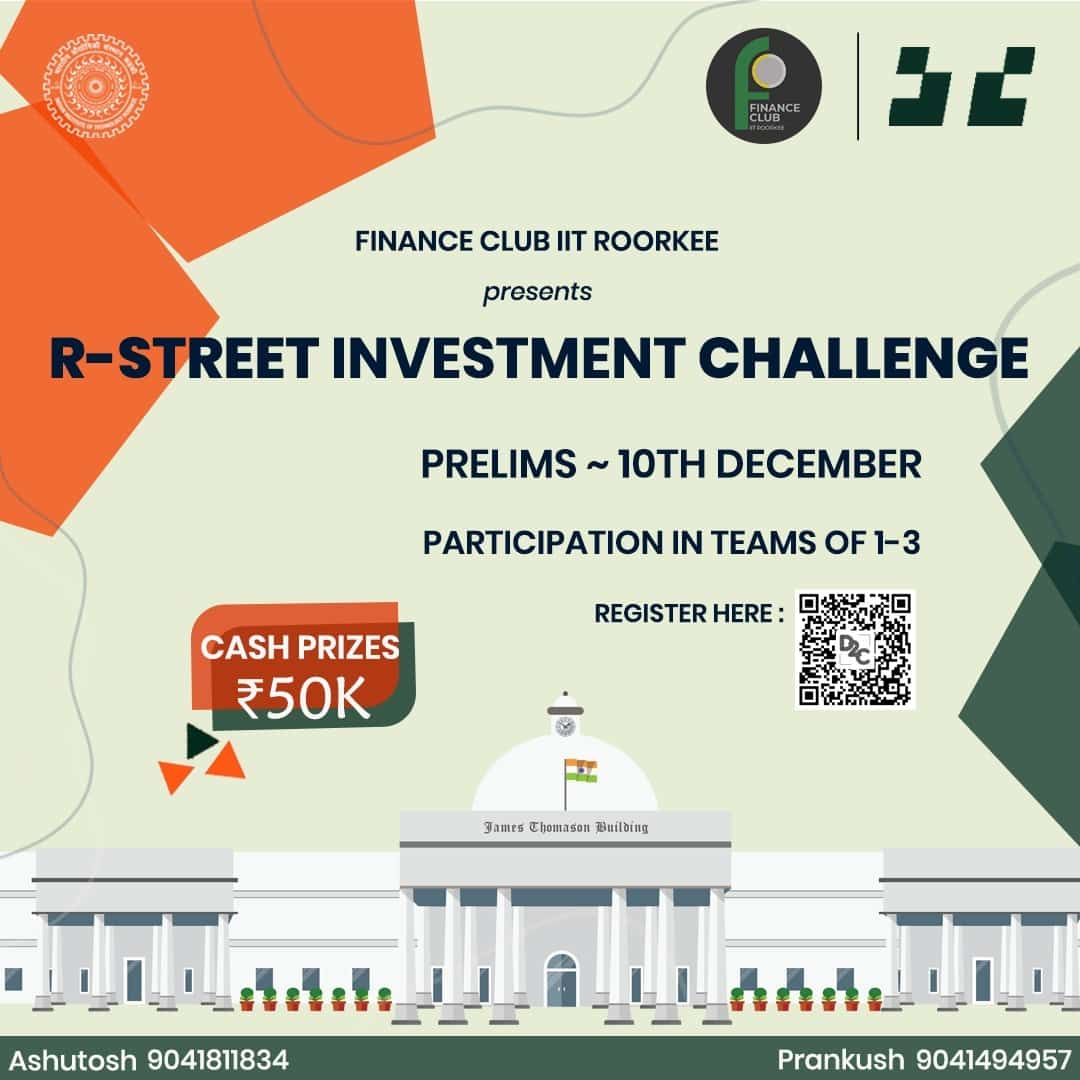 FINANCE
CLUB
IIT ROORKEE
FINANCE CLUB IIT ROORKEE
presents
R-STREET INVESTMENT CHALLENGE
PRELIMS ~ 10TH DECEMBER
PARTICIPATION IN TEAMS OF 1-3
REGISTER HERE :
D2C
CASH PRIZES
₹50K
James Thomason Building
Ashutosh 9041811834
Prankush 9041494957